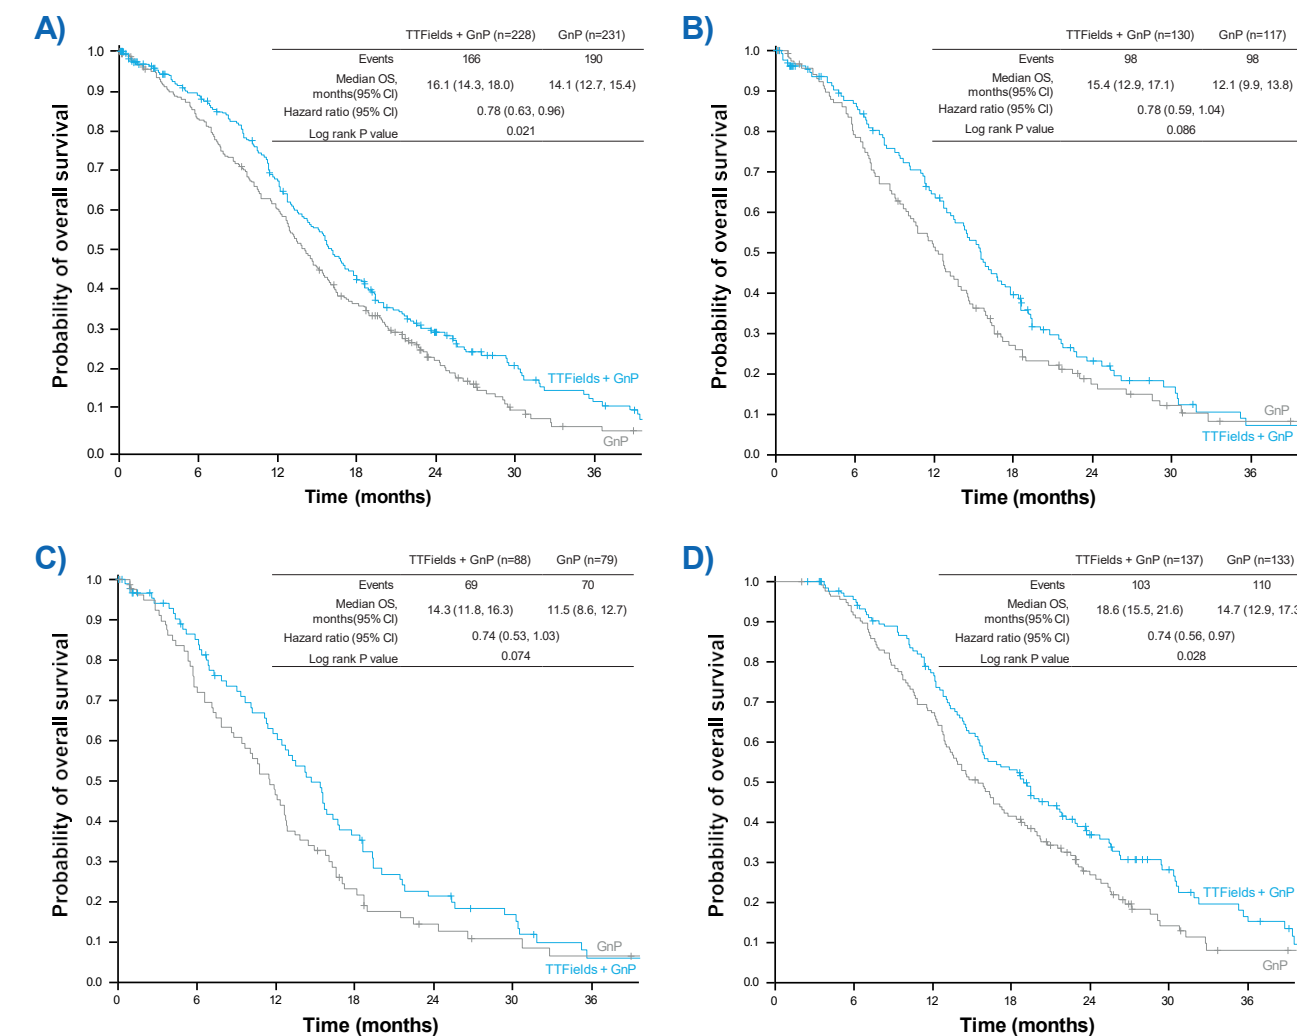 A)
TTFields + GnP (n=228) GnP (n=231)
Events 166 190
Median OS,
months(95% CI) 16.1 (14.3, 18.0) 14.1 (12.7, 15.4)
Hazard ratio (95% CI) 0.78 (0.63, 0.96)
Log rank P value 0.021
Probability of overall survival
1.0
0.9
0.8
0.7
0.6
0.5
0.4
0.3
0.2
0.1
0.0
TTFields + GnP
GnP
0 6 12 18 24 30 36
Time (months)
B)
TTFields + GnP (n=130) GnP (n=117)
Events 98 98
Median OS,
months(95% CI) 15.4 (12.9, 17.1) 12.1 (9.9, 13.8)
Hazard ratio (95% CI) 0.78 (0.59, 1.04)
Log rank P value 0.086
Probability of overall survival
1.0
0.9
0.8
0.7
0.6
0.5
0.4
0.3
0.2
0.1
0.0
GnP
TTFields + GnP
0 6 12 18 24 30 36
Time (months)
C)
TTFields + GnP (n=88) GnP (n=79)
Events 69 70
Median OS,
months(95% CI) 14.3 (11.8, 16.3) 11.5 (8.6, 12.7)
Hazard ratio (95% CI) 0.74 (0.53, 1.03)
Log rank P value 0.074
Probability of overall survival
1.0
0.9
0.8
0.7
0.6
0.5
0.4
0.3
0.2
0.1
0.0
GnP
TTFields + GnP
0 6 12 18 24 30 36
Time (months)
D)
TTFields + GnP (n=137) GnP (n=133)
Events 103 110
Median OS,
months(95% CI) 18.6 (15.5, 21.6) 14.7 (12.9, 17.3
Hazard ratio (95% CI) 0.74 (0.56, 0.97)
Log rank P value 0.028
Probability of overall survival
1.0
0.9
0.8
0.7
0.6
0.5
0.4
0.3
0.2
0.1
0.0
TTFields + GnP
GnP
0 6 12 18 24 30 36
Time (months)